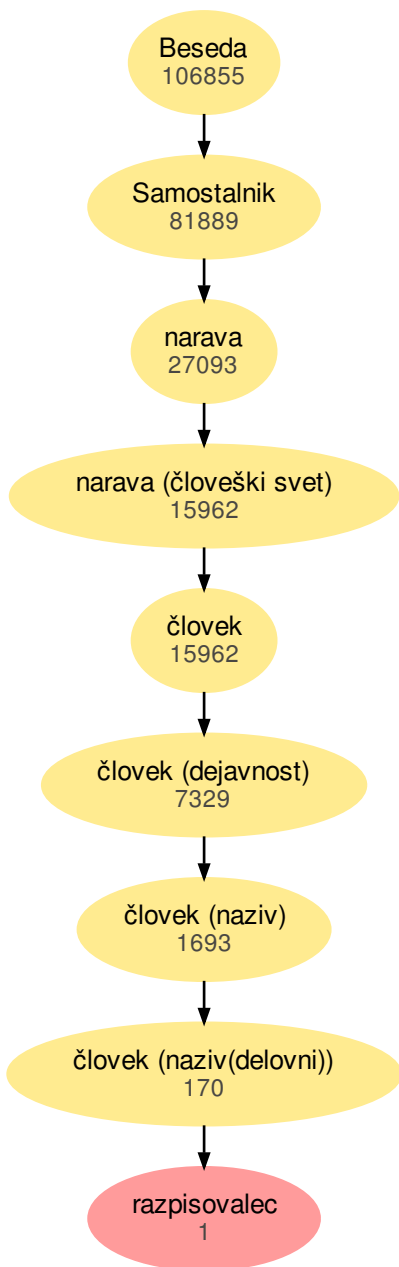 Beseda
106855
Samostalnik
81889
narava
27093
narava (človeški svet)
15962
človek
15962
človek (dejavnost)
7329
človek (naziv)
1693
človek (naziv(delovni))
170
razpisovalec
1